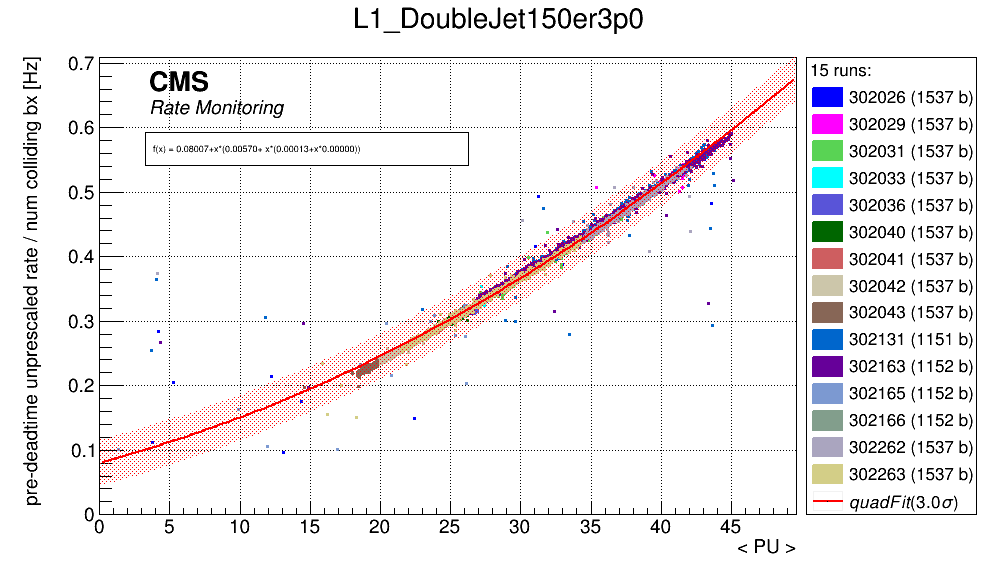 L1_DoubleJet150er3p0
pre-deadtime unprescaled rate / num colliding bx [Hz]
CMS
Rate Monitoring
f(x) = 0.08007+x*(0.00570+ x*(0.00013+x*0.00000))
0.7
0.6
0.5
0.4
0.3
0.2
0.1
0
0 5 10 15 20 25 30 35 40 45
< PU >
15 runs:
302026 (1537 b)
302029 (1537 b)
302031 (1537 b)
302033 (1537 b)
302036 (1537 b)
302040 (1537 b)
302041 (1537 b)
302042 (1537 b)
302043 (1537 b)
302131 (1151 b)
302163 (1152 b)
302165 (1152 b)
302166 (1152 b)
302262 (1537 b)
302263 (1537 b)
quadFit(3.0σ)